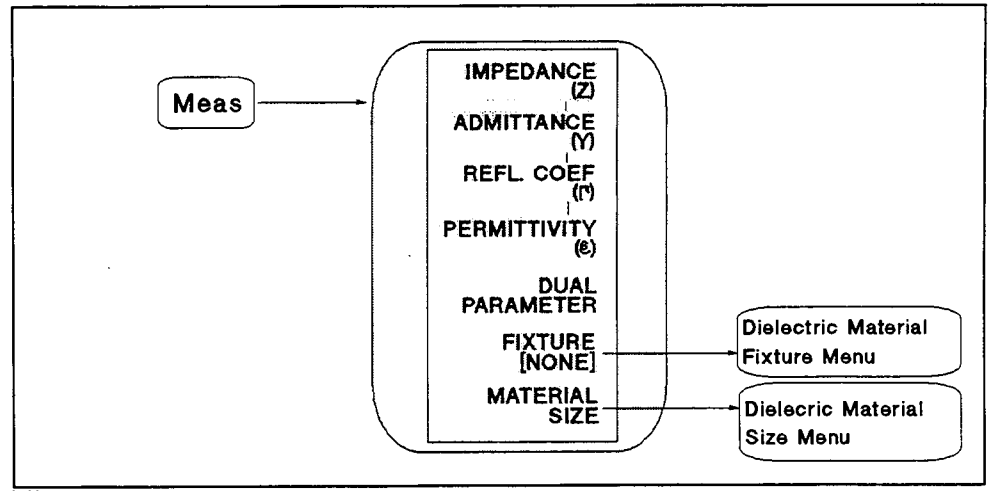 Meas
IMPEDANCE
(Z)
ADMITTANCE
(Y)
REFL. COEF
(Γ)
PERMITTIVITY
(ε)
DUAL
PARAMETER
FIXTURE
[NONE]
MATERIAL
SIZE
Dielectric Material
Fixture Menu
Dielecric Material
Size Menu